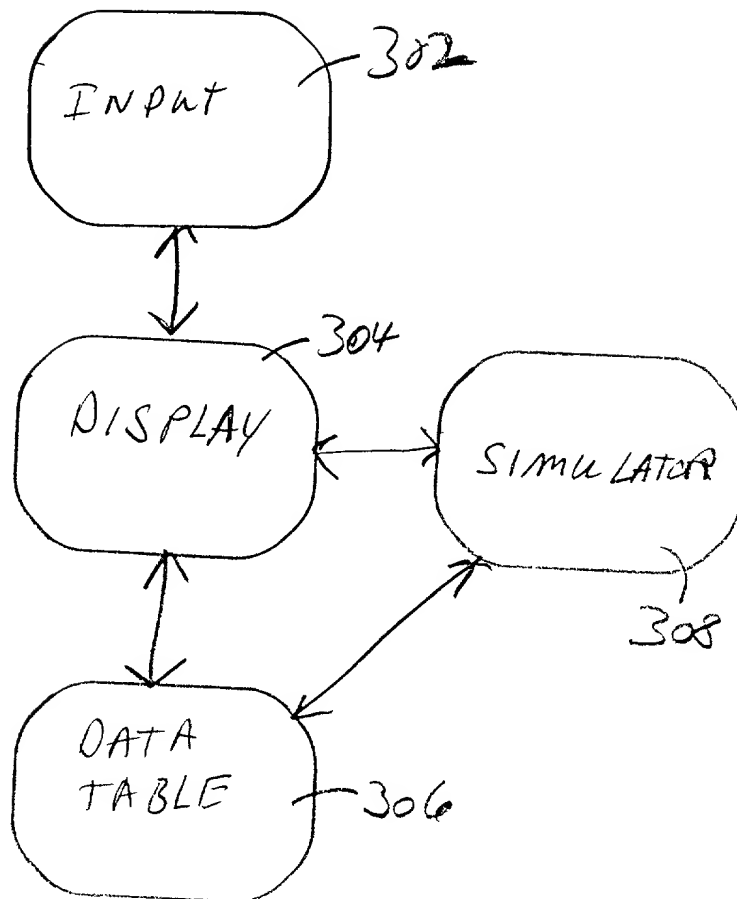 INPUT
302
304
DISPLAY
SIMULATOR
308
DATA
TABLE
306